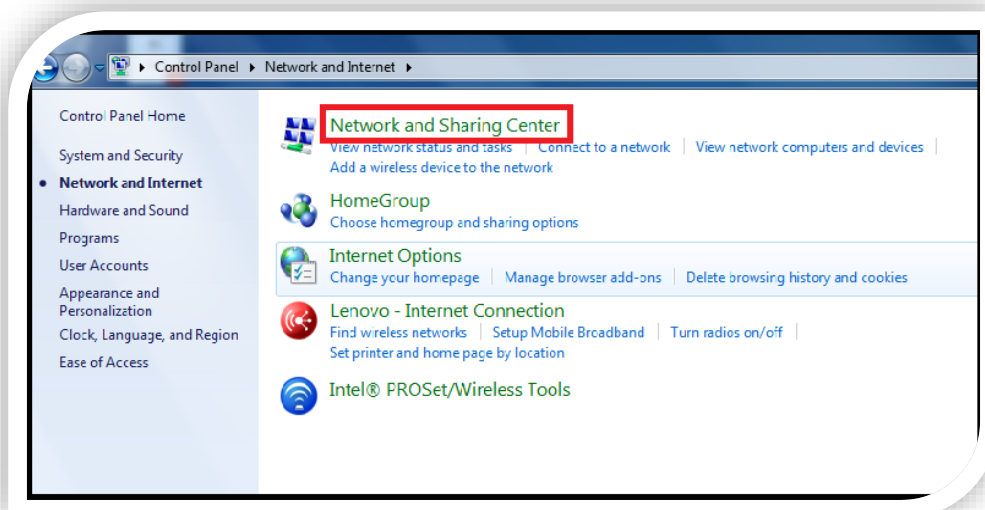 Control Panel Network and Internet
Control Panel Home
System and Security
Network and Internet
Hardware and Sound
Programs
User Accounts
Appearance and
Personalization
Clock, Language, and Region
Ease of Access
Network and Sharing Center
View network status and tasks Connect to a network View network computers and devices
Add a wireless device to the network
HomeGroup
Choose homegroup and sharing options
Internet Options
Change your homepage Manage browser add-ons Delete browsing history and cookies
Lenovo - Internet Connection
Find wireless networks Setup Mobile Broadband Turn radios on/off
Set printer and home page by location
Intel® PROSet/Wireless Tools